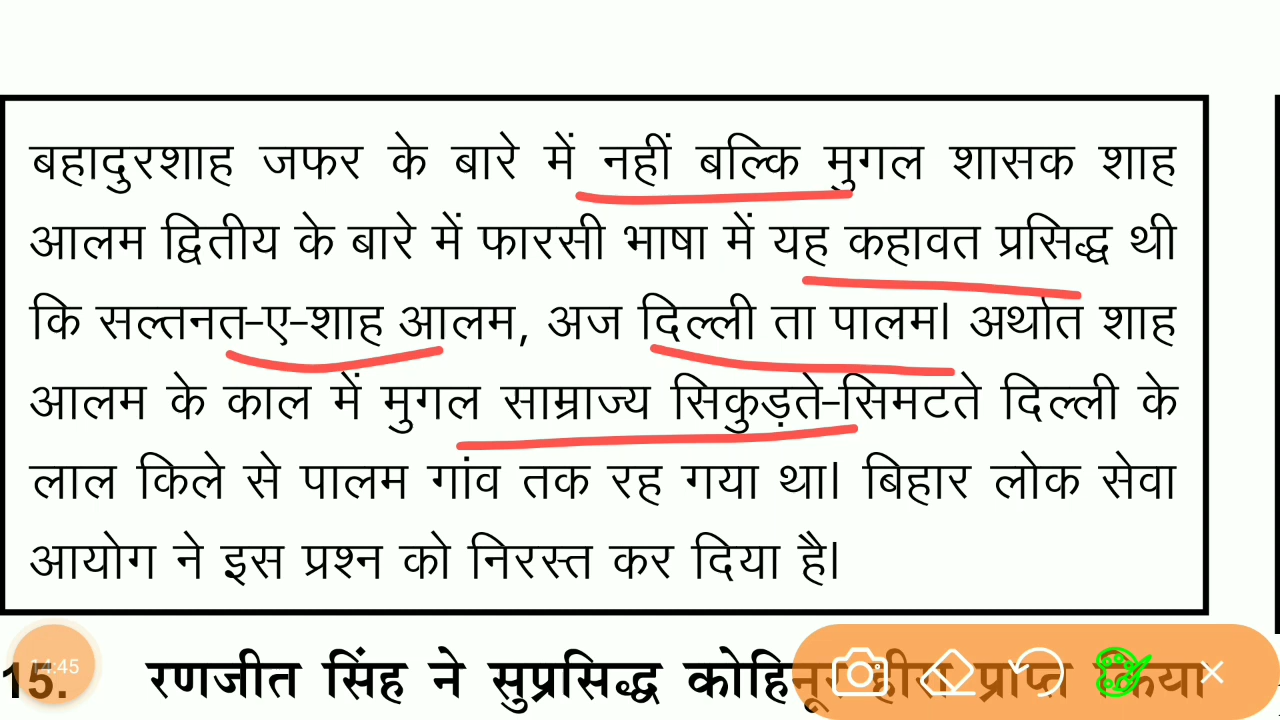 बहादुरशाह जफर के बारे में नहीं बल्कि मुगल शासक शाह
आलम द्वितीय के बारे में फारसी भाषा में यह कहावत प्रसिद्ध थी
कि सल्तनत-ए-शाह आलम, अज दिल्ली ता पालम। अर्थात शाह
आलम के काल में मुगल साम्राज्य सिकुड़ते-सिमटते दिल्ली के
लाल किले से पालम गांव तक रह गया था। बिहार लोक सेवा
आयोग ने इस प्रश्न को निरस्त कर दिया है।
14:45
15. रणजीत सिंह ने सुप्रसिद्ध कोहिनूर हीरा प्राप्त किया